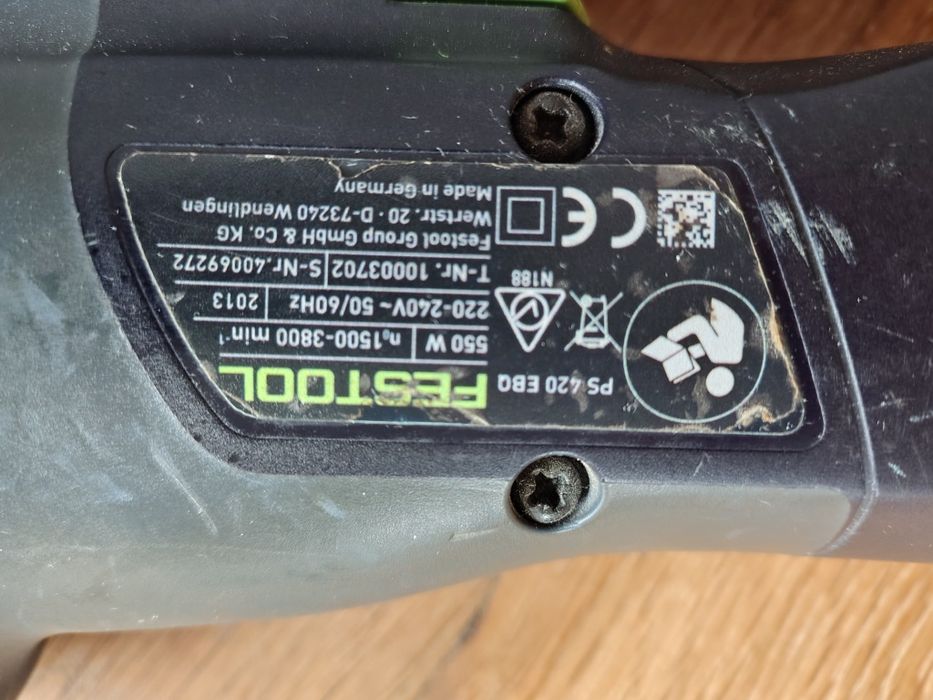 FESTOOL
PS 420 EBQ
550 W n₀1500-3800 min⁻¹
220-240V~ 50/60Hz 2013
T-Nr. 10003702 S-Nr.40069272
N188
Festool Group GmbH & Co. KG
Wertstr. 20 · D-73240 Wendlingen
Made in Germany
CE